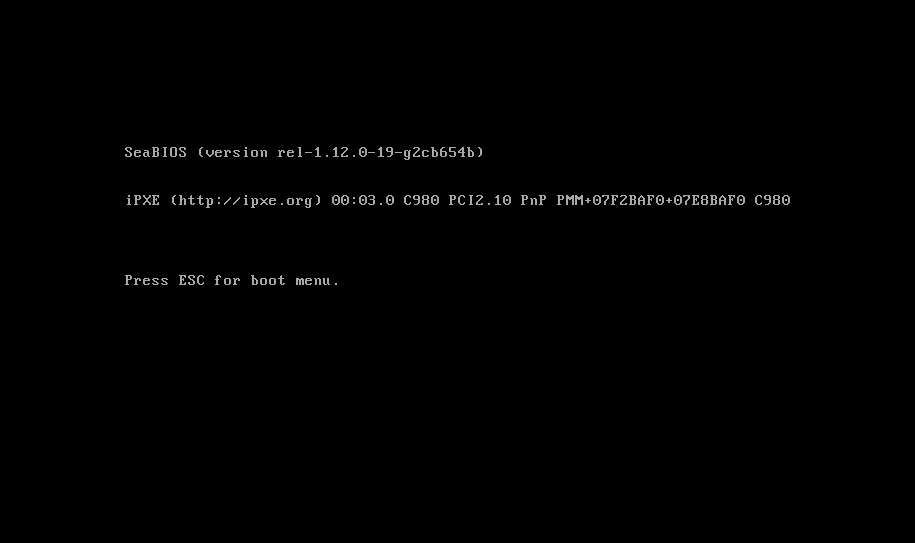 SeaBIOS (version rel-1.12.0-19-g2cb654b)
iPXE (http://ipxe.org) 00:03.0 C980 PCI2.10 PnP PMM+07F2BAF0+07E8BAF0 C980
Press ESC for boot menu.